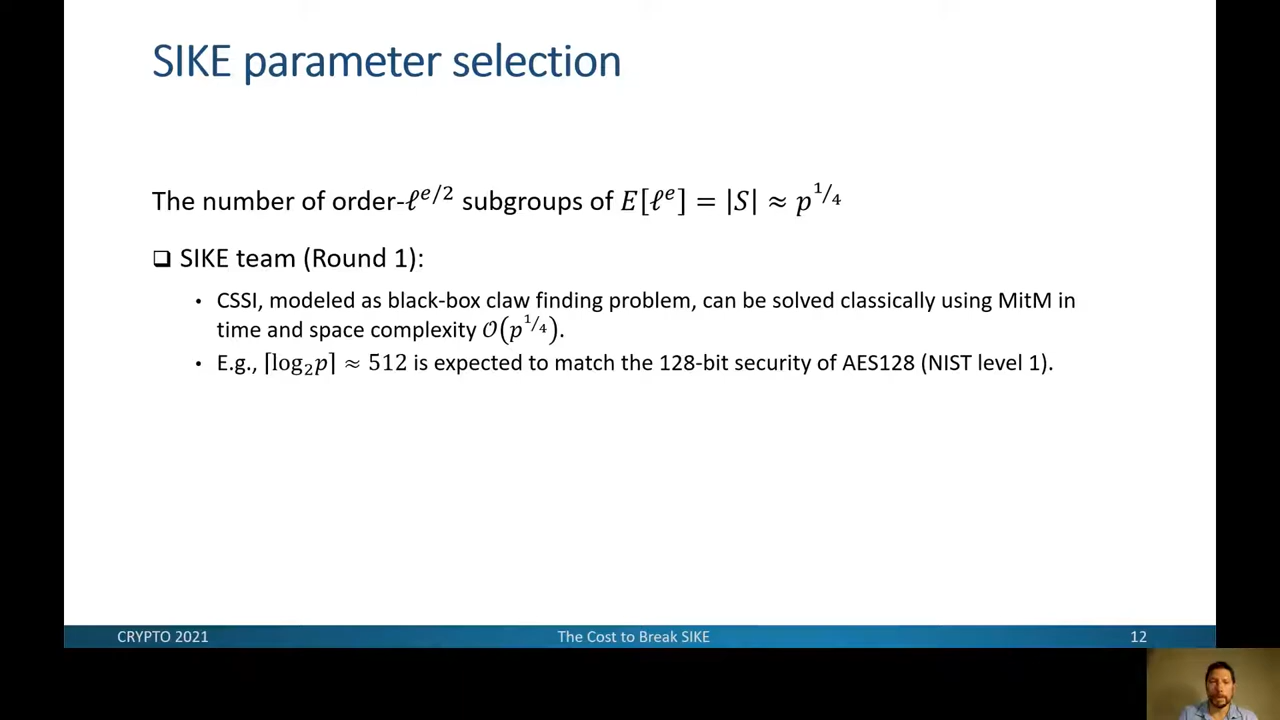 SIKE parameter selection
The number of order-ℓ^{e/2} subgroups of E[ℓ^e] = |S| ≈ p^{1/4}
❑ SIKE team (Round 1):
• CSSI, modeled as black-box claw finding problem, can be solved classically using MitM in
time and space complexity 𝒪(p^{1/4}).
• E.g., ⌈log₂p⌉ ≈ 512 is expected to match the 128-bit security of AES128 (NIST level 1).
CRYPTO 2021
The Cost to Break SIKE
12